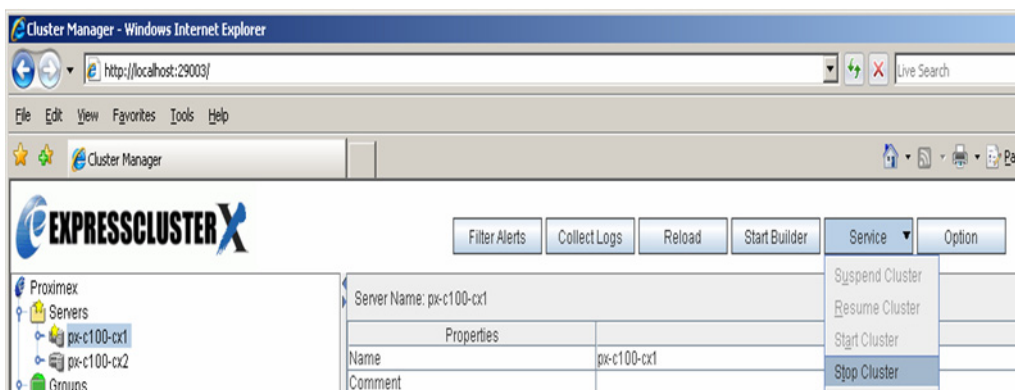 Cluster Manager - Windows Internet Explorer
http://localhost:29003/
Live Search
File Edit View Favorites Tools Help
Cluster Manager
Pa
EXPRESSCLUSTER X
Filter Alerts Collect Logs Reload Start Builder Service Option
Proximex
Servers
px-c100-cx1
px-c100-cx2
Groups
Server Name: px-c100-cx1
Properties
Name px-c100-cx1
Comment
Suspend Cluster
Resume Cluster
Start Cluster
Stop Cluster